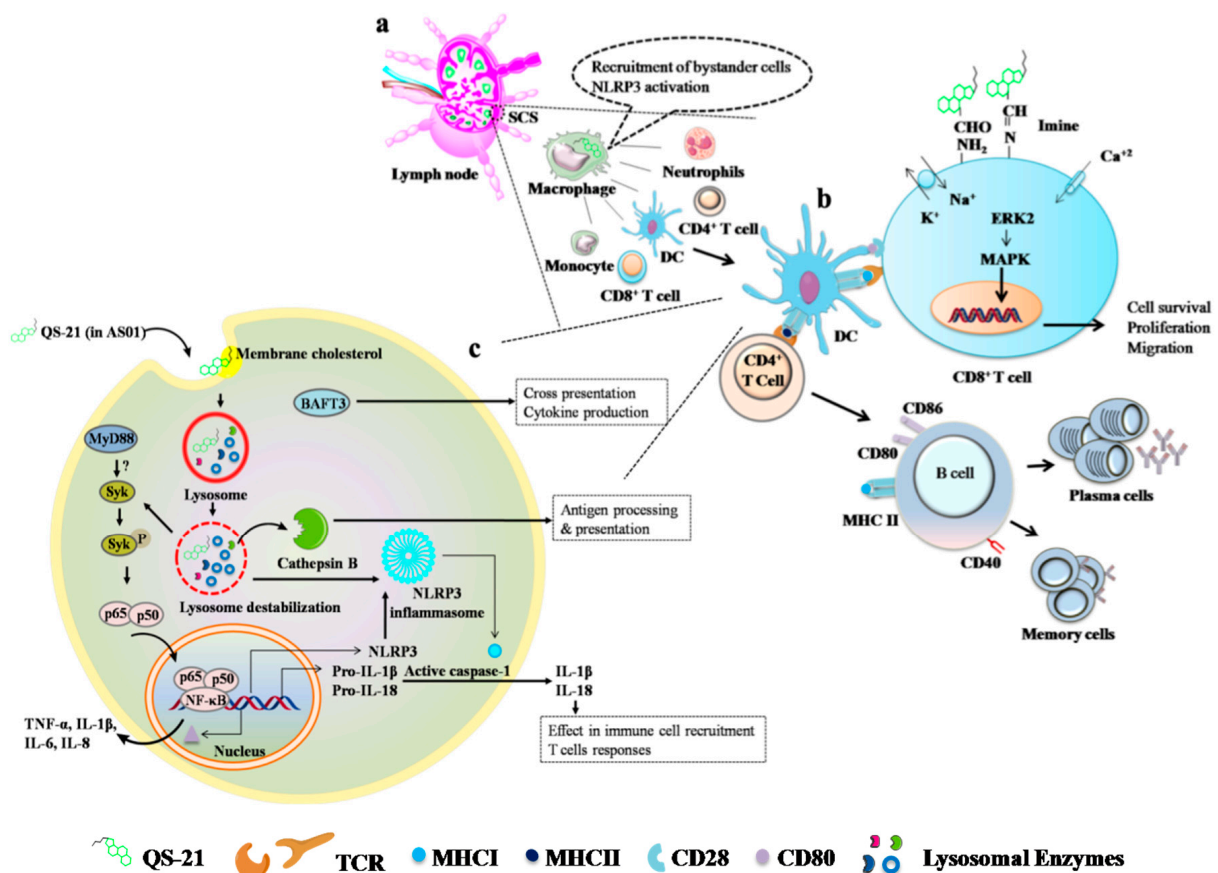 a
Recruitment of bystander cells
NLRP3 activation
SCS
Lymph node
Macrophage
Neutrophils
CD4⁺ T cell
DC
Monocyte
CD8⁺ T cell
b
CHO
NH₂
CH
N
Imine
Ca⁺²
Na⁺
K⁺
ERK2
MAPK
Cell survival
Proliferation
Migration
CD8⁺ T cell
DC
CD4⁺
T Cell
CD86
CD80
B cell
MHC II
CD40
Plasma cells
Memory cells
c
QS-21 (in AS01)
Membrane cholesterol
BAFT3
Cross presentation
Cytokine production
MyD88
?
Syk
Syk
P
Lysosome
Lysosome destabilization
Cathepsin B
Antigen processing
& presentation
NLRP3
inflammasome
p65 p50
NLRP3
p65 p50
NF-κB
Pro-IL-1β
Pro-IL-18
Active caspase-1
IL-1β
IL-18
TNF-α, IL-1β,
IL-6, IL-8
Nucleus
Effect in immune cell recruitment
T cells responses
QS-21
TCR
MHCI
MHCII
CD28
CD80
Lysosomal Enzymes